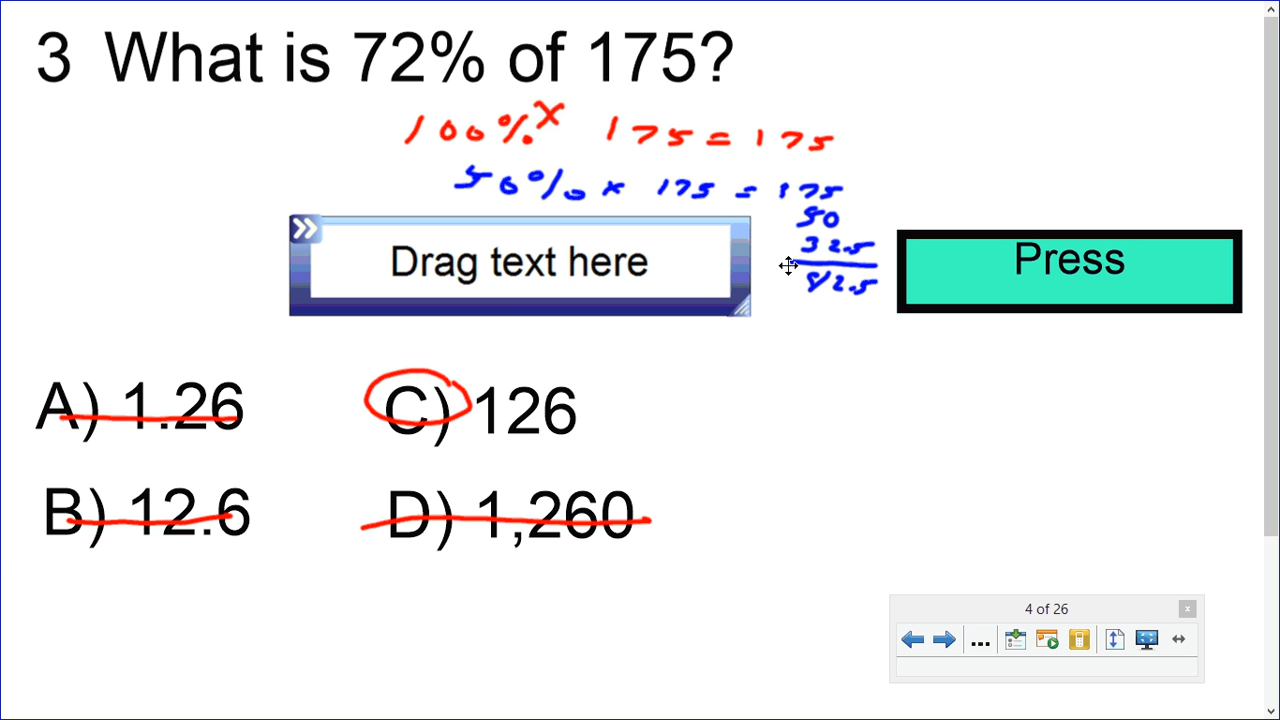 3 What is 72% of 175?
100% x 175 = 175
50% x 175 = 175
50
32.5
82.5
Drag text here
Press
A) 1.26
C) 126
B) 12.6
D) 1,260
4 of 26